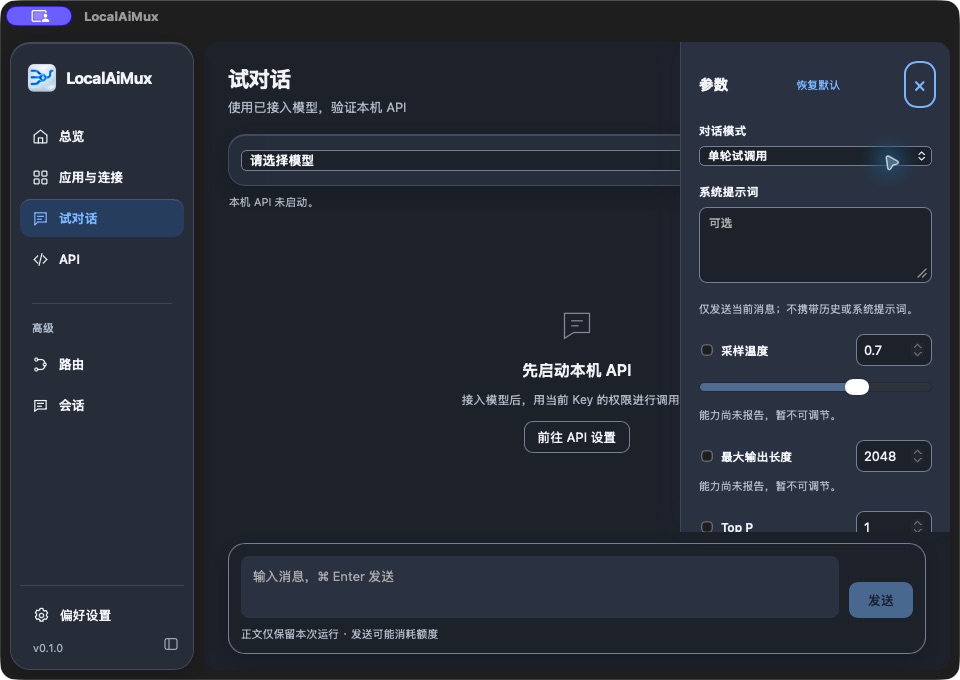 LocalAiMux
LocalAiMux
总览
应用与连接
试对话
API
高级
路由
会话
偏好设置
v0.1.0
试对话
使用已接入模型，验证本机 API
请选择模型
本机 API 未启动。
先启动本机 API
接入模型后，用当前 Key 的权限进行调用
前往 API 设置
输入消息，⌘ Enter 发送
发送
正文仅保留本次运行 · 发送可能消耗额度
参数
恢复默认
对话模式
单轮试调用
系统提示词
可选
仅发送当前消息；不携带历史或系统提示词。
采样温度
0.7
能力尚未报告，暂不可调节。
最大输出长度
2048
能力尚未报告，暂不可调节。
Top P
1